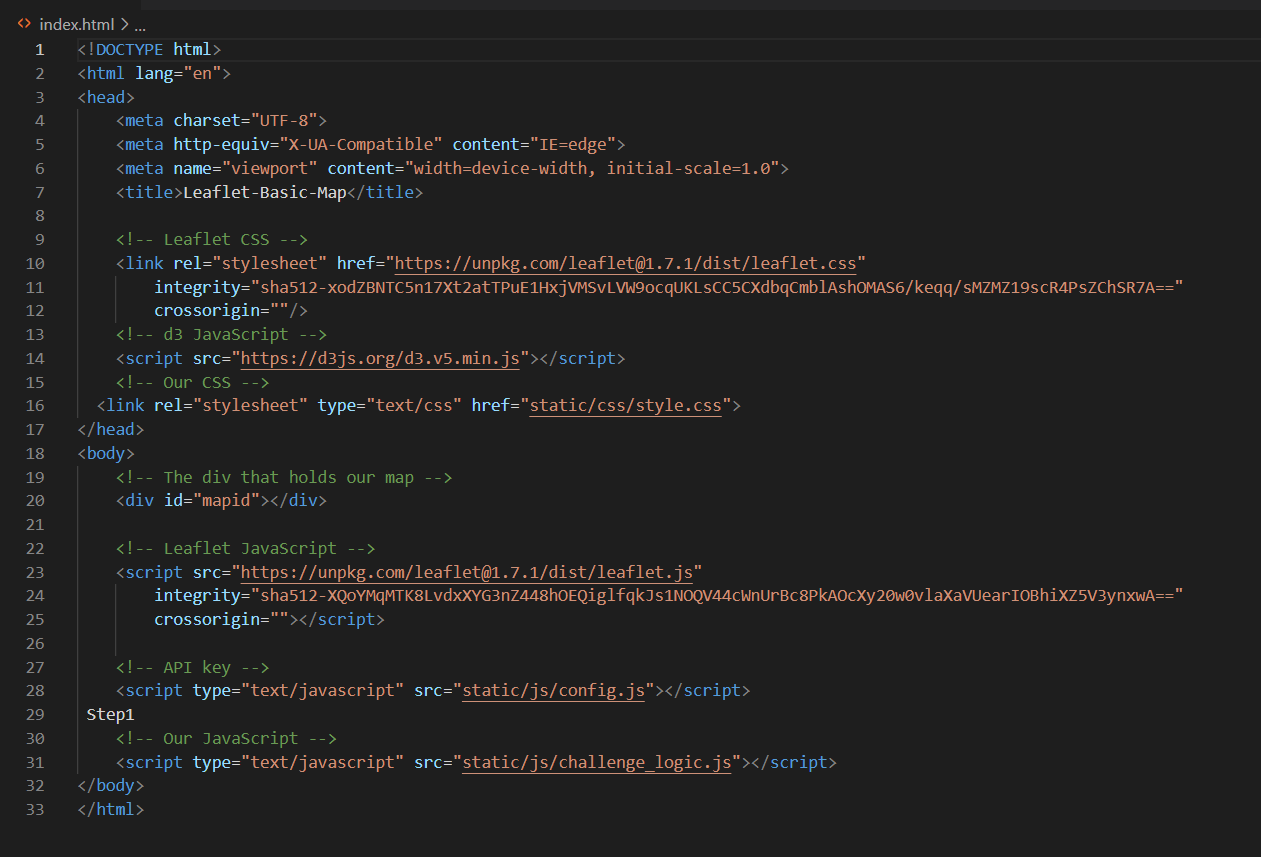 <> index.html > ...
1 <!DOCTYPE html>
2 <html lang="en">
3 <head>
4     <meta charset="UTF-8">
5     <meta http-equiv="X-UA-Compatible" content="IE=edge">
6     <meta name="viewport" content="width=device-width, initial-scale=1.0">
7     <title>Leaflet-Basic-Map</title>
8
9     <!-- Leaflet CSS -->
10     <link rel="stylesheet" href="https://unpkg.com/leaflet@1.7.1/dist/leaflet.css"
11         integrity="sha512-xodZBNTC5n17Xt2atTPuE1HxjVMSvLVW9ocqUKLsCC5CXdbqCmblAshOMAS6/keqq/sMZMZ19scR4PsZChSR7A=="
12         crossorigin=""/>
13     <!-- d3 JavaScript -->
14     <script src="https://d3js.org/d3.v5.min.js"></script>
15     <!-- Our CSS -->
16   <link rel="stylesheet" type="text/css" href="static/css/style.css">
17 </head>
18 <body>
19     <!-- The div that holds our map -->
20     <div id="mapid"></div>
21
22     <!-- Leaflet JavaScript -->
23     <script src="https://unpkg.com/leaflet@1.7.1/dist/leaflet.js"
24         integrity="sha512-XQoYMqMTK8LvdxXYG3nZ448hOEQiglfqkJs1NOQV44cWnUrBc8PkAOcXy20w0vlaXaVUearIOBhiXZ5V3ynxwA=="
25         crossorigin=""></script>
26
27     <!-- API key -->
28     <script type="text/javascript" src="static/js/config.js"></script>
29  Step1
30     <!-- Our JavaScript -->
31     <script type="text/javascript" src="static/js/challenge_logic.js"></script>
32 </body>
33 </html>